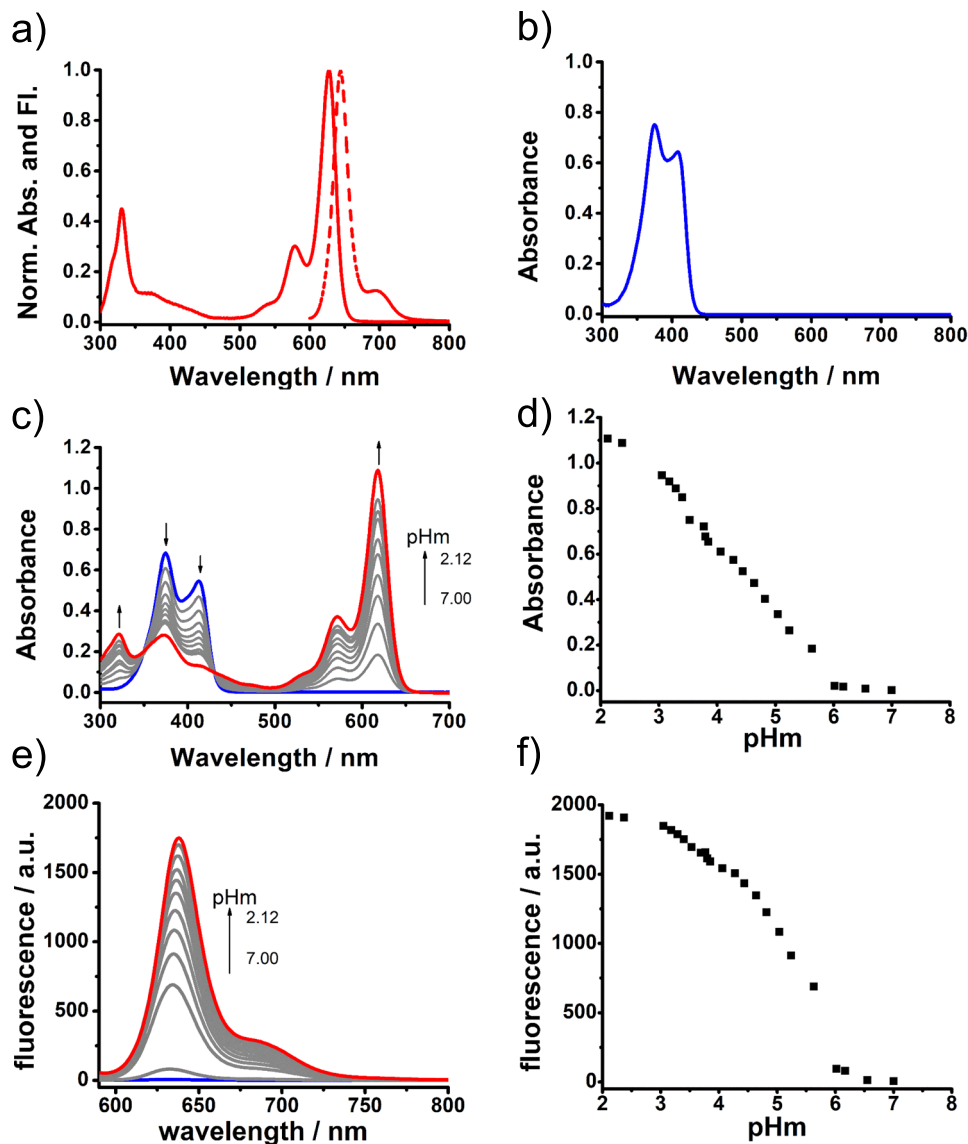 a)
Norm. Abs. and Fl.
1.0
0.8
0.6
0.4
0.2
0.0
300 400 500 600 700 800
Wavelength / nm
b)
Absorbance
1.0
0.8
0.6
0.4
0.2
0.0
300 400 500 600 700 800
Wavelength / nm
c)
Absorbance
1.2
1.0
0.8
0.6
0.4
0.2
0.0
pHm
2.12
7.00
300 400 500 600 700
Wavelength / nm
d)
Absorbance
1.2
1.0
0.8
0.6
0.4
0.2
0.0
2 3 4 5 6 7 8
pHm
e)
fluorescence / a.u.
2000
1500
1000
500
0
pHm
2.12
7.00
600 650 700 750 800
wavelength / nm
f)
fluorescence / a.u.
2000
1500
1000
500
0
2 3 4 5 6 7 8
pHm